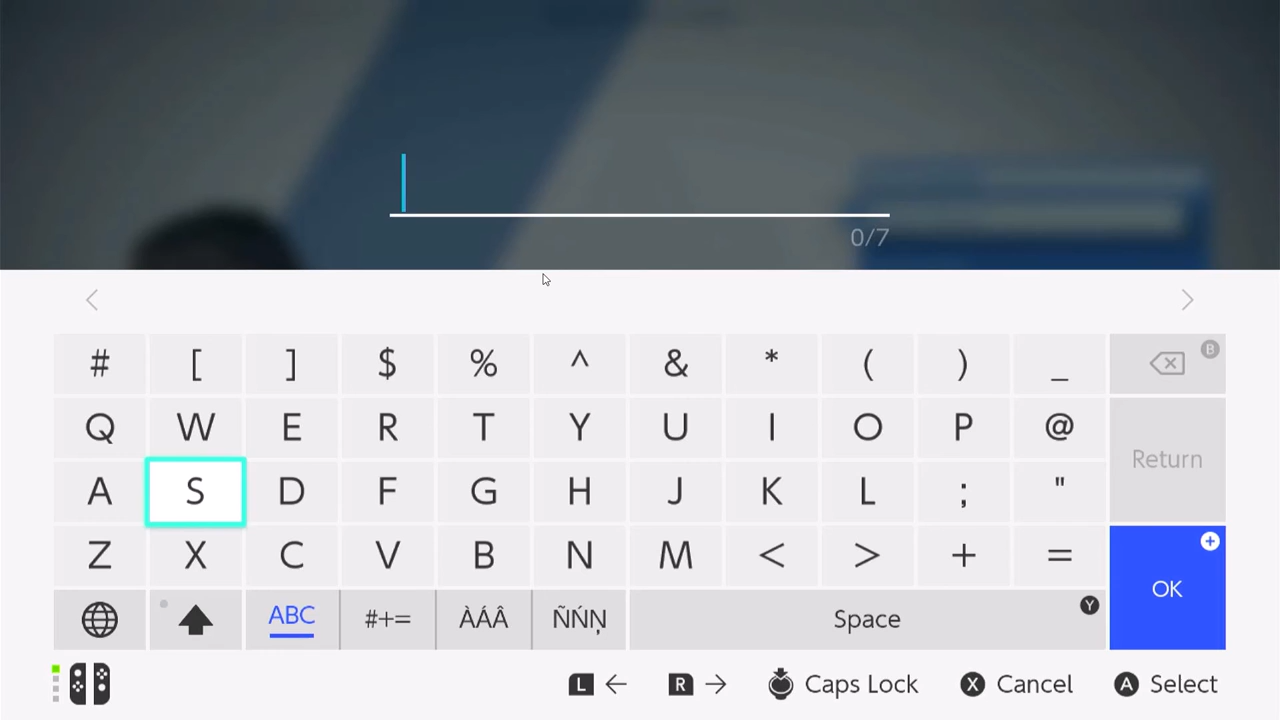 0/7
# [ ] $ % ^ & * ( ) _ B
Q W E R T Y U I O P @ Return
A S D F G H J K L ; "
Z X C V B N M < > + = OK
ABC #+= ÀÁÂ ÑŃŅ Space Y
L ← R → Caps Lock X Cancel A Select